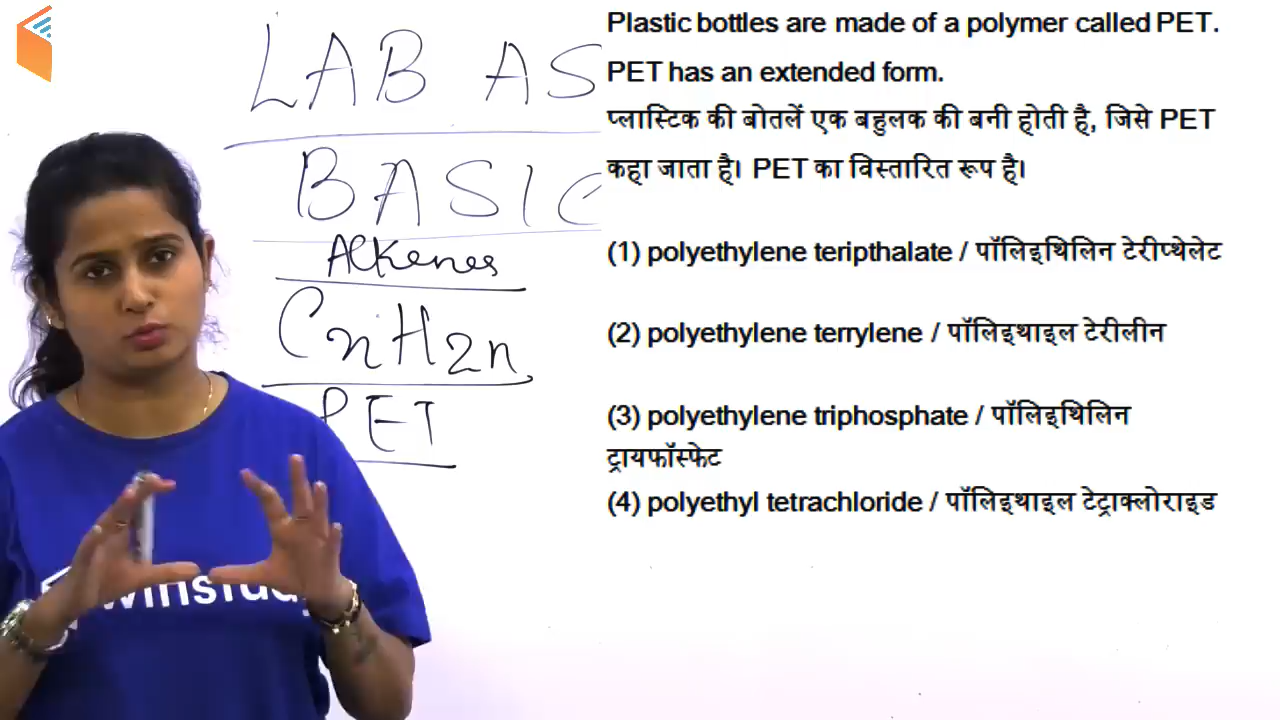 LAB AS
BASIC
Alkenes
CnH2n
PET
winstudy
Plastic bottles are made of a polymer called PET.
PET has an extended form.
प्लास्टिक की बोतलें एक बहुलक की बनी होती है, जिसे PET
कहा जाता है। PET का विस्तारित रूप है।
(1) polyethylene teripthalate / पॉलिइथिलिन टेरीप्थेलेट
(2) polyethylene terrylene / पॉलिइथाइल टेरीलीन
(3) polyethylene triphosphate / पॉलिइथिलिन
ट्रायफॉस्फेट
(4) polyethyl tetrachloride / पॉलिइथाइल टेट्राक्लोराइड